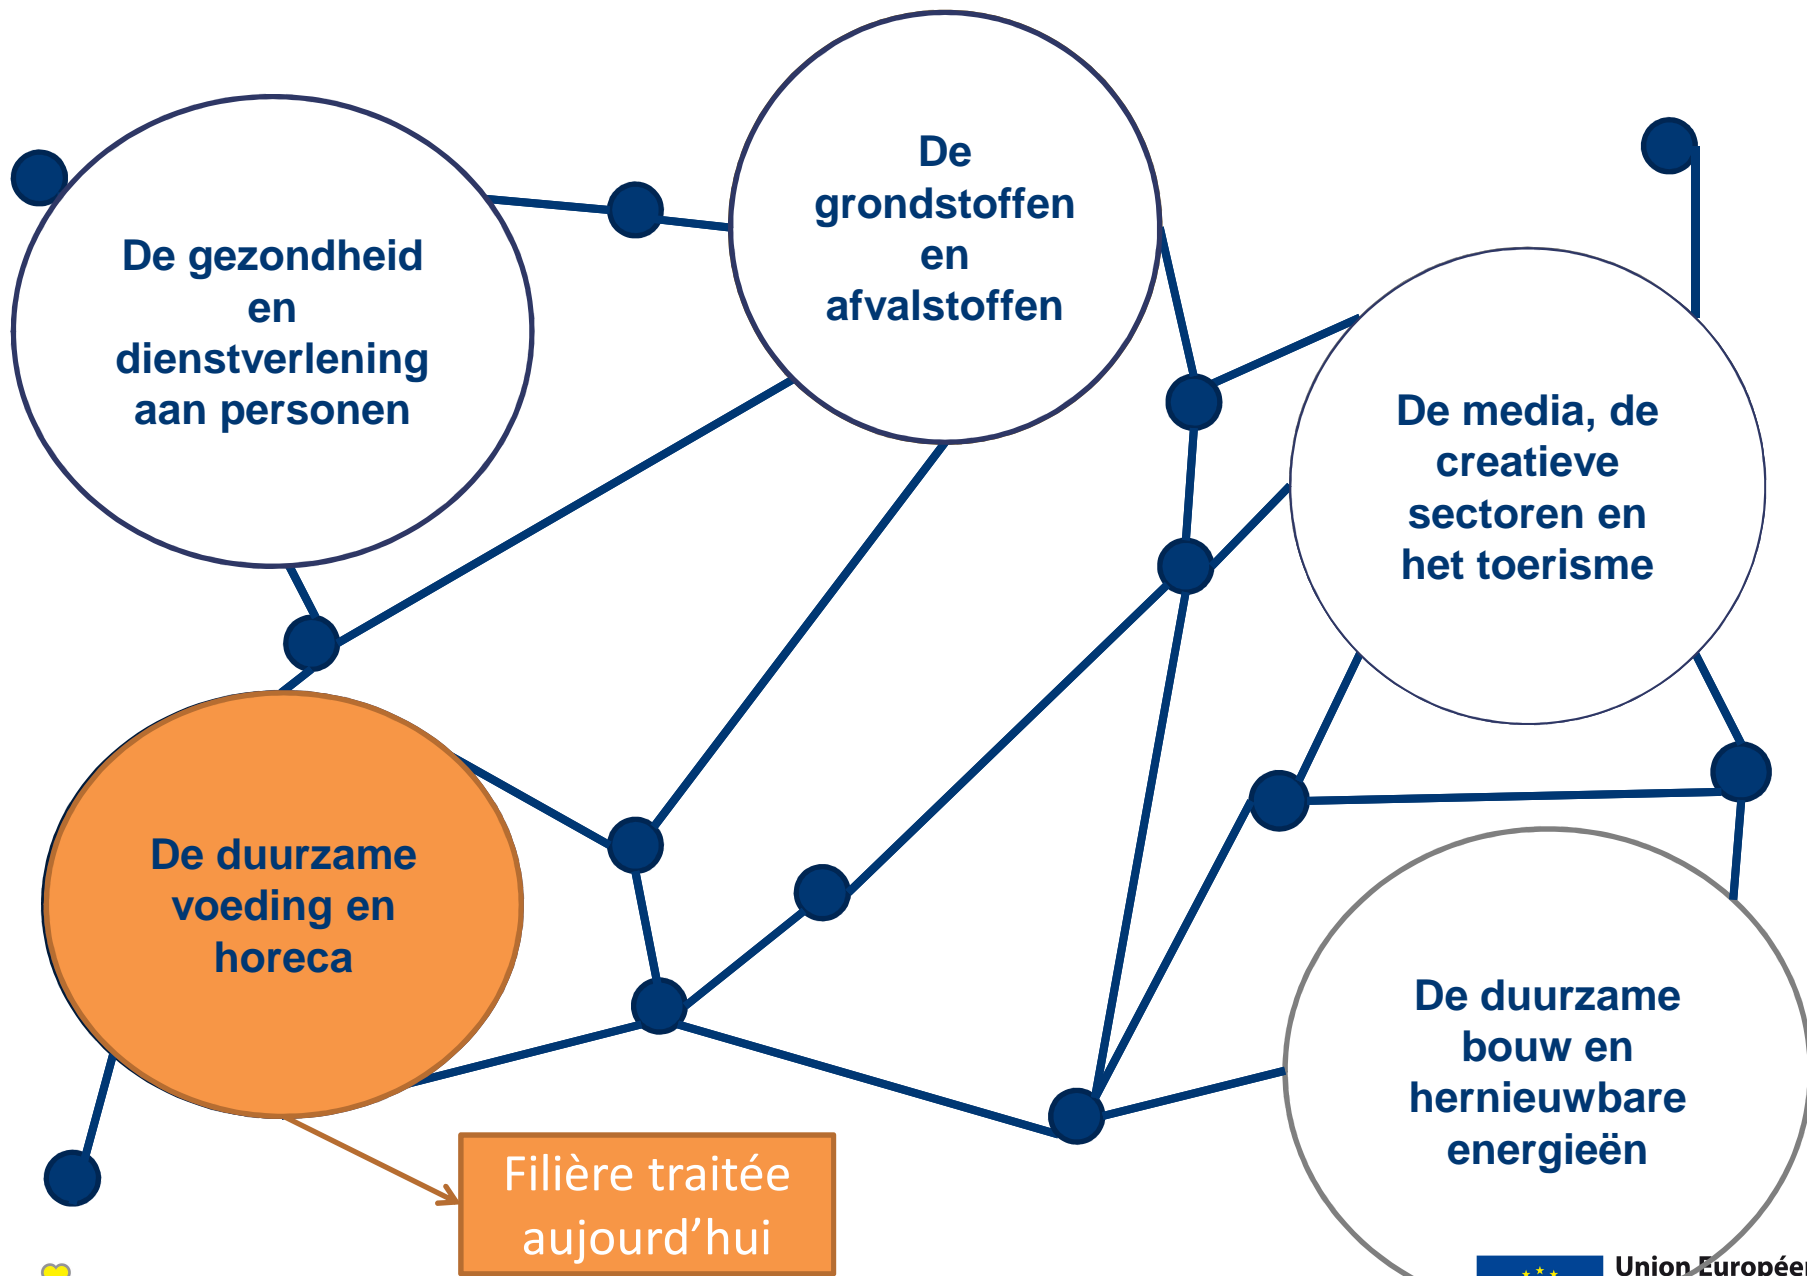 De gezondheid
en
dienstverlening
aan personen
De
grondstoffen
en
afvalstoffen
De media, de
creatieve
sectoren en
het toerisme
De duurzame
voeding en
horeca
De duurzame
bouw en
hernieuwbare
energieën
Filière traitée
aujourd’hui
Union